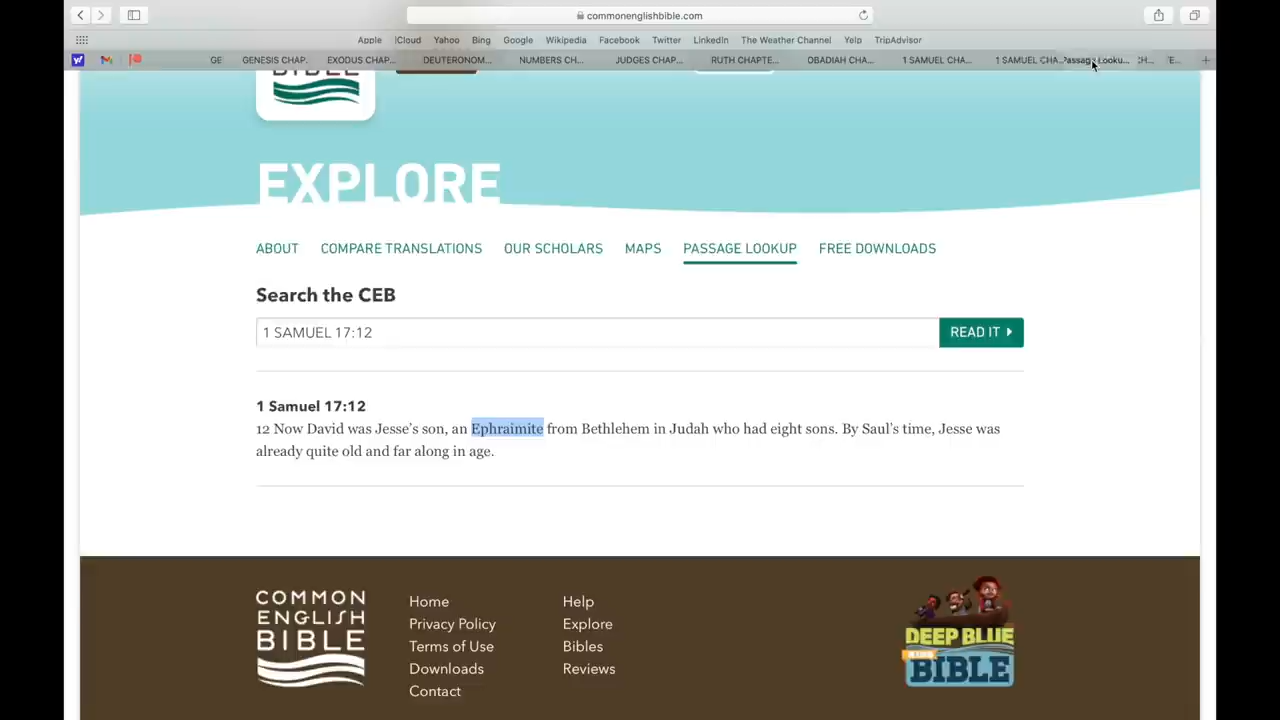 commonenglishbible.com
Apple iCloud Yahoo Bing Google Wikipedia Facebook Twitter LinkedIn The Weather Channel Yelp TripAdvisor
GE GENESIS CHAP. EXODUS CHAP... DEUTERONOM... NUMBERS CH... JUDGES CHAP... RUTH CHAPTE... OBADIAH CHA... 1 SAMUEL CHA... 1 SAMUEL CHA... Passage Looku... CH... E...
BIBLE
EXPLORE
ABOUT COMPARE TRANSLATIONS OUR SCHOLARS MAPS PASSAGE LOOKUP FREE DOWNLOADS
Search the CEB
1 SAMUEL 17:12 READ IT
1 Samuel 17:12
12 Now David was Jesse's son, an Ephraimite from Bethlehem in Judah who had eight sons. By Saul's time, Jesse was
already quite old and far along in age.
COMMON
ENGLISH
BIBLE
Home
Privacy Policy
Terms of Use
Downloads
Contact
Help
Explore
Bibles
Reviews
DEEP BLUE
BIBLE